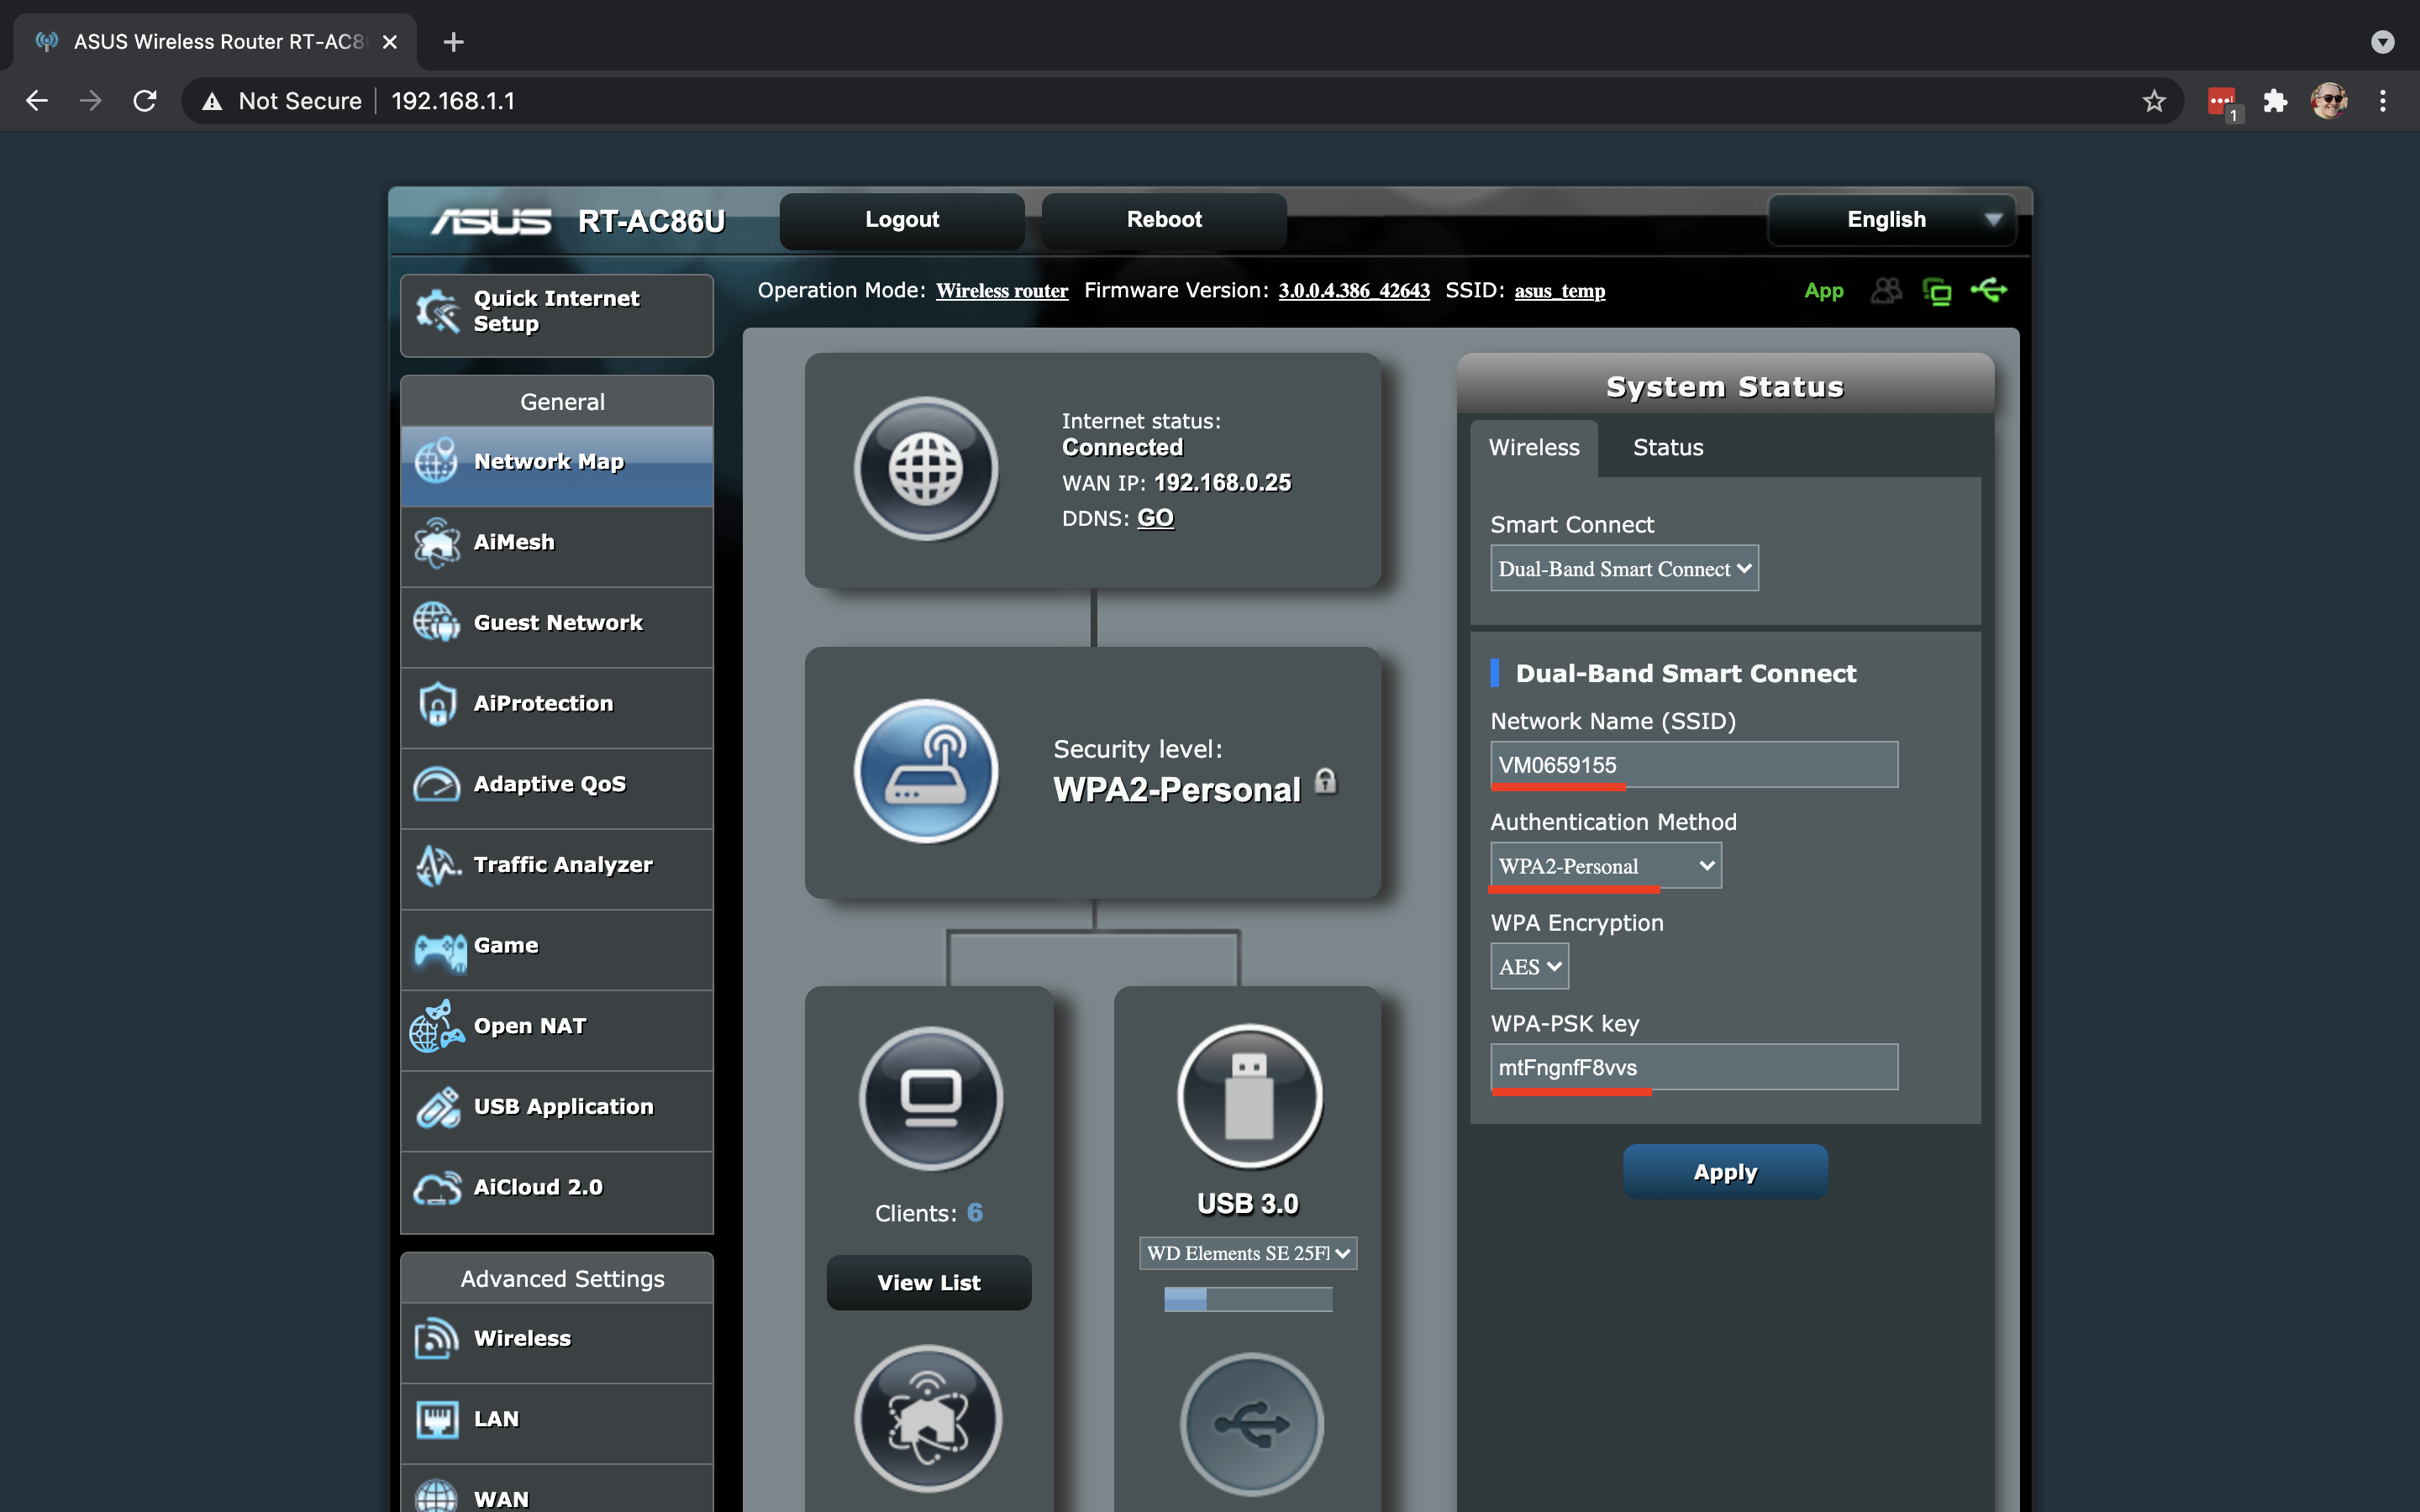 ASUS Wireless Router RT-AC8
Not Secure
192.168.1.1
1
ASUS
RT-AC86U
Logout
Reboot
English
Quick Internet
Setup
Operation Mode: Wireless router Firmware Version: 3.0.0.4.386_42643 SSID: asus_temp
App
General
Network Map
AiMesh
Guest Network
AiProtection
Adaptive QoS
Traffic Analyzer
Game
Open NAT
USB Application
AiCloud 2.0
Advanced Settings
Wireless
LAN
WAN
Internet status:
Connected
WAN IP: 192.168.0.25
DDNS: GO
Security level:
WPA2-Personal
Clients: 6
View List
USB 3.0
WD Elements SE 25F
System Status
Wireless
Status
Smart Connect
Dual-Band Smart Connect
Dual-Band Smart Connect
Network Name (SSID)
VM0659155
Authentication Method
WPA2-Personal
WPA Encryption
AES
WPA-PSK key
mtFngnfF8vvs
Apply